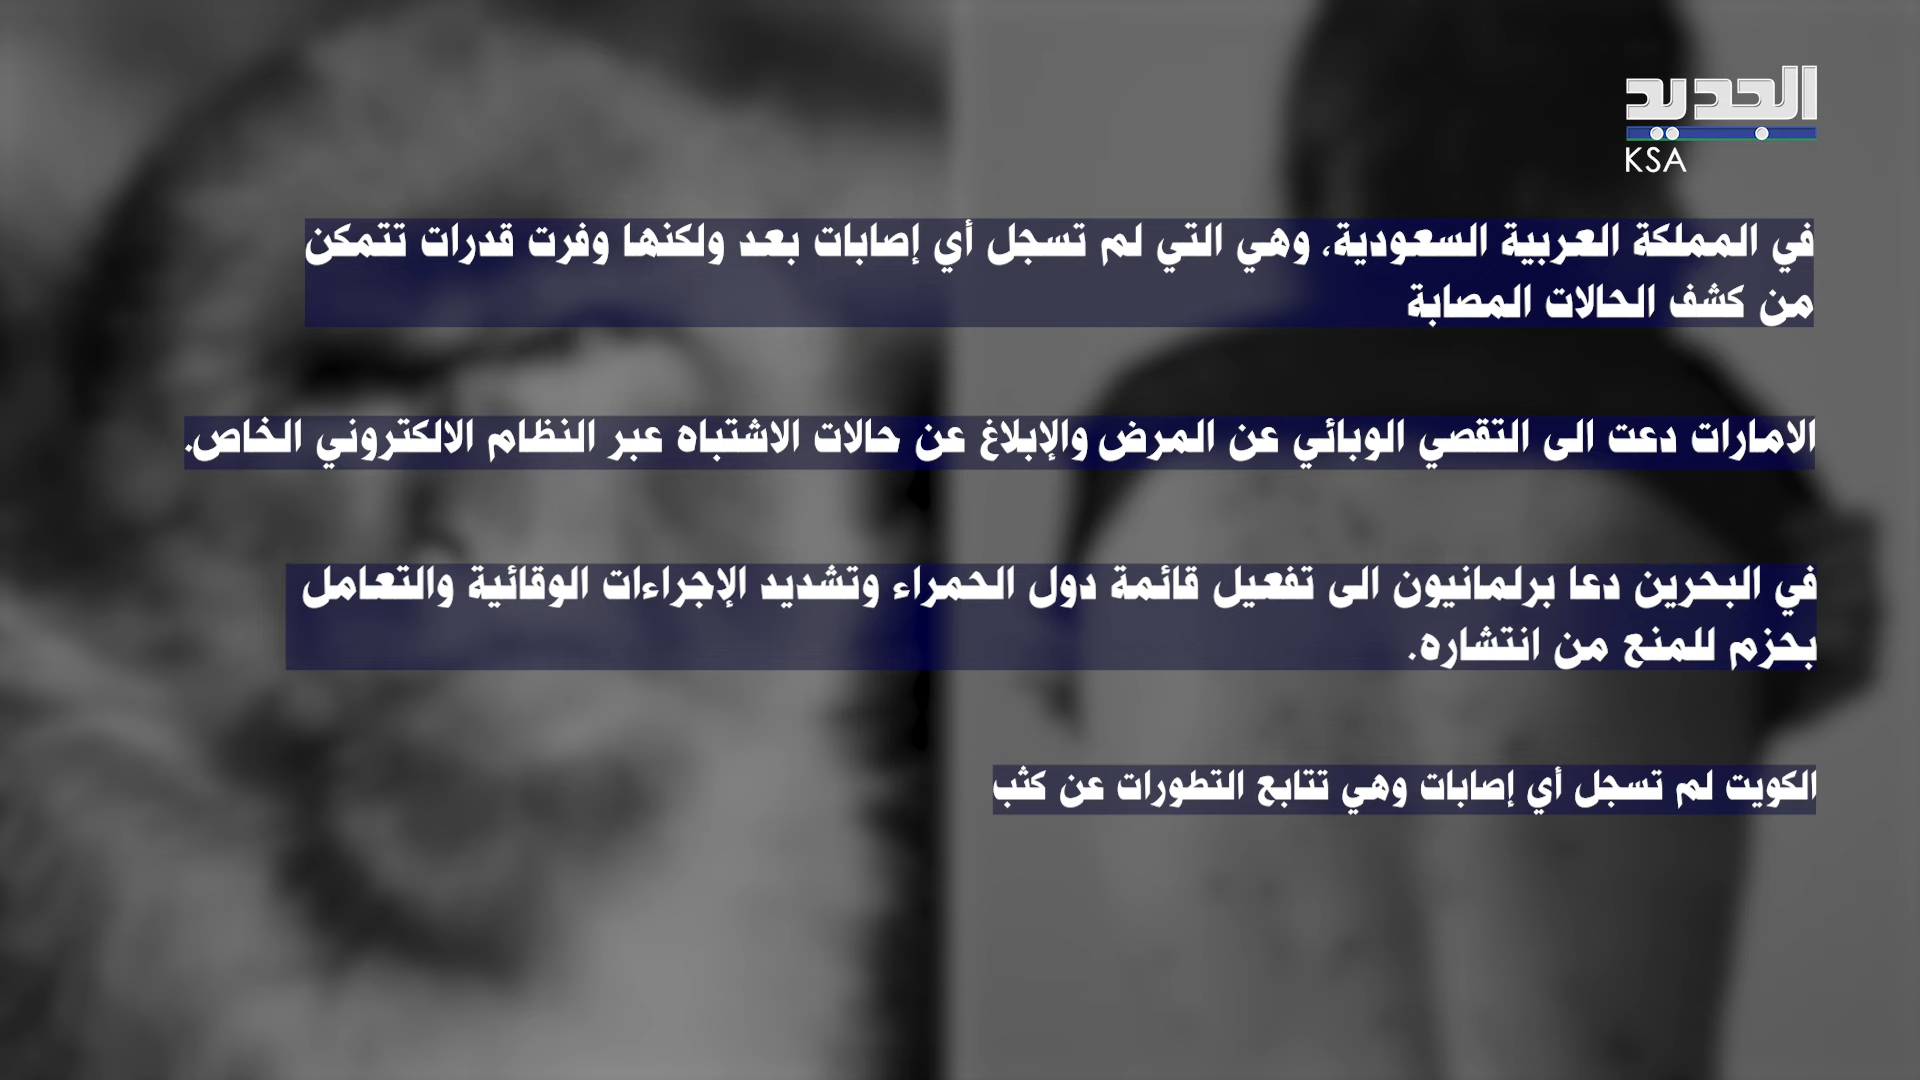 الجديد
KSA
في المملكة العربية السعودية، وهي التي لم تسجل أي إصابات بعد ولكنها وفرت قدرات تتمكن
من كشف الحالات المصابة
الامارات دعت الى التقصي الوبائي عن المرض والإبلاغ عن حالات الاشتباه عبر النظام الالكتروني الخاص.
في البحرين دعا برلمانيون الى تفعيل قائمة دول الحمراء وتشديد الإجراءات الوقائية والتعامل
بحزم للمنع من انتشاره.
الكويت لم تسجل أي إصابات وهي تتابع التطورات عن كثب